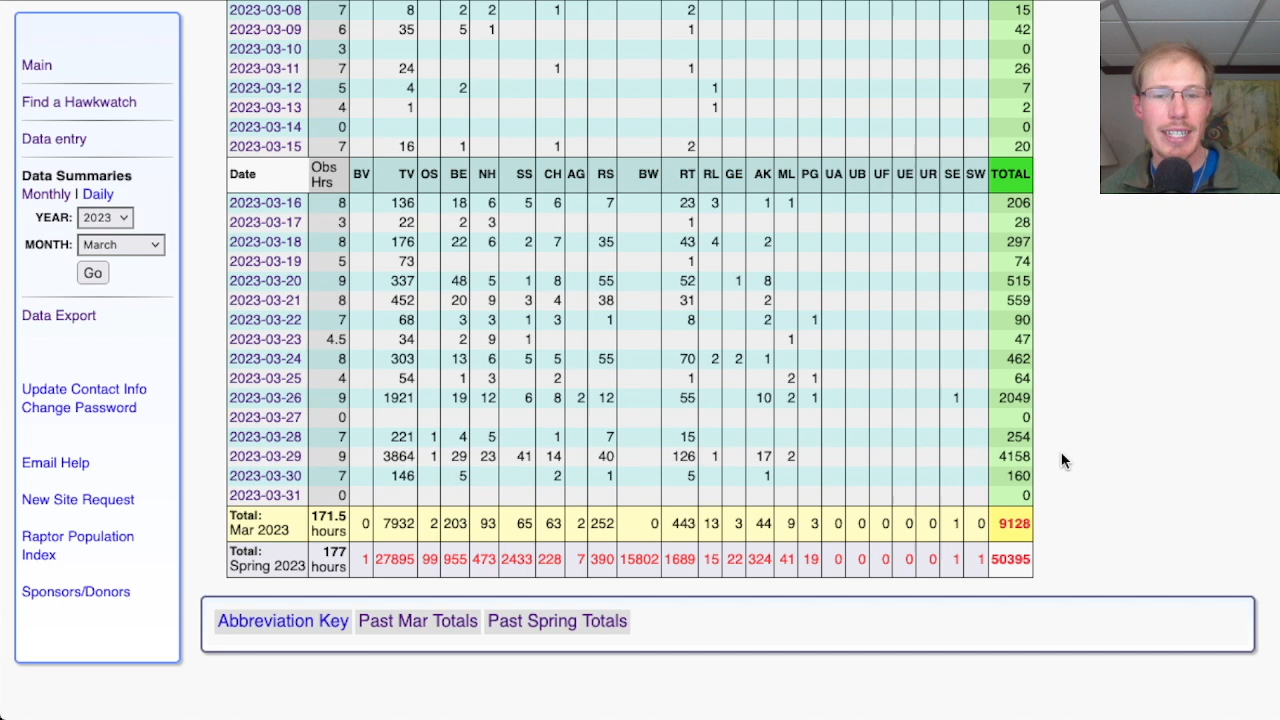 Main
Find a Hawkwatch
Data entry
Data Summaries
Monthly | Daily
YEAR: 2023
MONTH: March
Go
Data Export
Update Contact Info
Change Password
Email Help
New Site Request
Raptor Population
Index
Sponsors/Donors
2023-03-08 7 8 2 2 1 2 15
2023-03-09 6 35 5 1 1 42
2023-03-10 3 0
2023-03-11 7 24 1 1 26
2023-03-12 5 4 2 1 7
2023-03-13 4 1 1 2
2023-03-14 0 0
2023-03-15 7 16 1 1 2 20
Date Obs Hrs BV TV OS BE NH SS CH AG RS BW RT RL GE AK ML PG UA UB UF UE UR SE SW TOTAL
2023-03-16 8 136 18 6 5 6 7 23 3 1 1 206
2023-03-17 3 22 2 3 1 28
2023-03-18 8 176 22 6 2 7 35 43 4 2 297
2023-03-19 5 73 1 74
2023-03-20 9 337 48 5 1 8 55 52 1 8 515
2023-03-21 8 452 20 9 3 4 38 31 2 559
2023-03-22 7 68 3 3 1 3 1 8 2 1 90
2023-03-23 4.5 34 2 9 1 1 47
2023-03-24 8 303 13 6 5 5 55 70 2 2 1 462
2023-03-25 4 54 1 3 2 1 2 1 64
2023-03-26 9 1921 19 12 6 8 2 12 55 10 2 1 1 2049
2023-03-27 0 0
2023-03-28 7 221 1 4 5 1 7 15 254
2023-03-29 9 3864 1 29 23 41 14 40 126 1 17 2 4158
2023-03-30 7 146 5 2 1 5 1 160
2023-03-31 0 0
Total: Mar 2023 171.5 hours 0 7932 2 203 93 65 63 2 252 0 443 13 3 44 9 3 0 0 0 0 0 1 0 9128
Total: Spring 2023 177 hours 1 27895 99 955 473 2433 228 7 390 15802 1689 15 22 324 41 19 0 0 0 0 0 1 1 50395
Abbreviation Key Past Mar Totals Past Spring Totals